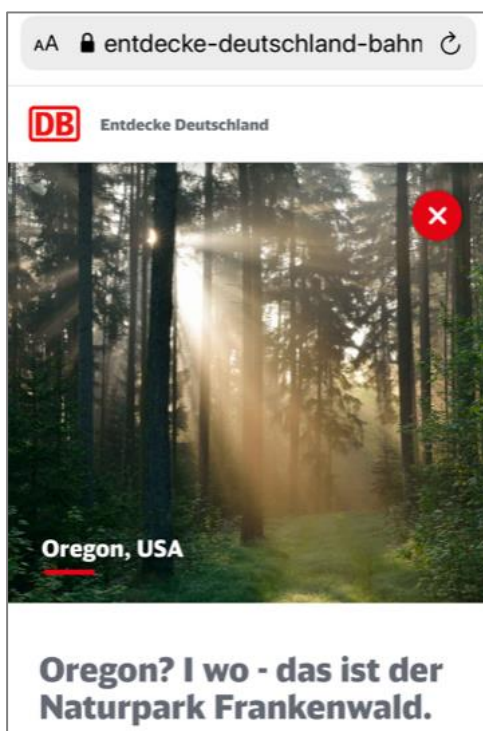 AA entdecke-deutschland-bahn
DB Entdecke Deutschland
Oregon, USA
Oregon? I wo - das ist der
Naturpark Frankenwald.